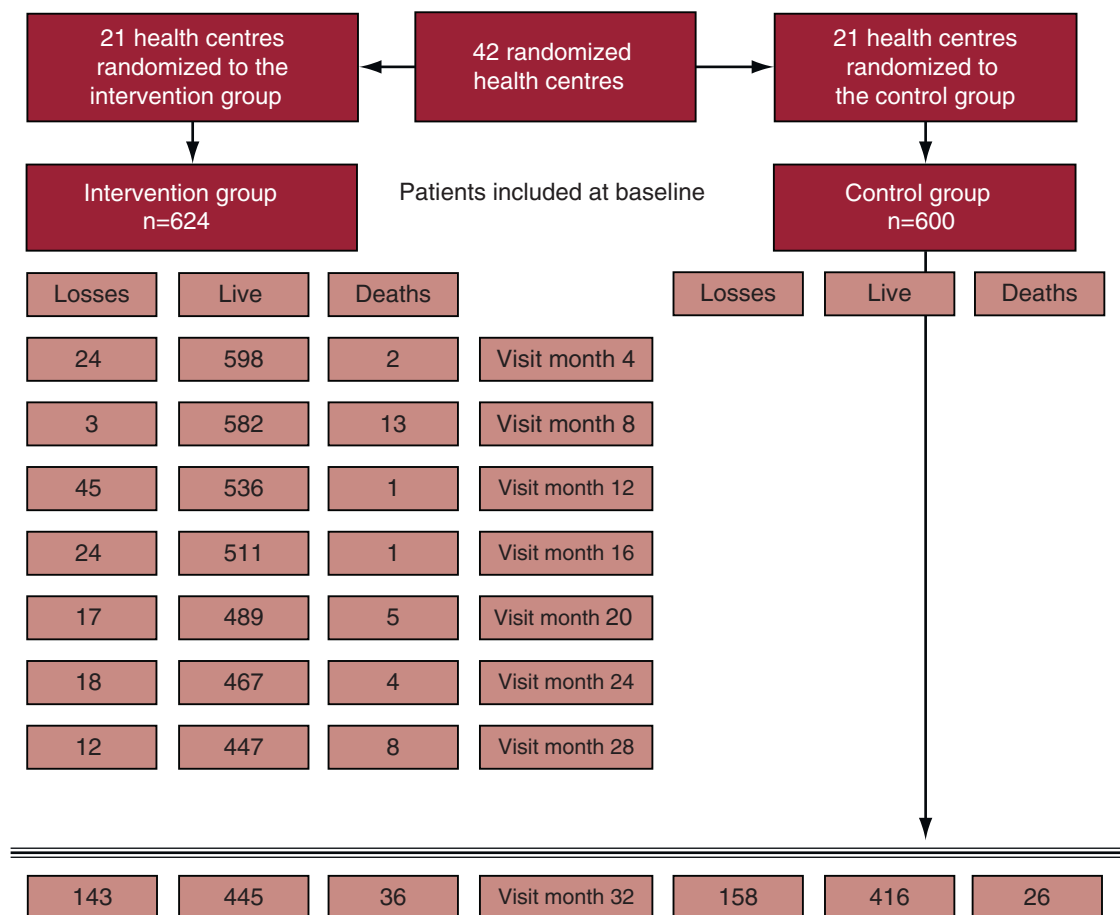 21 health centres
randomized to the
intervention group
42 randomized
health centres
21 health centres
randomized to
the control group
Intervention group
n=624
Patients included at baseline
Control group
n=600
Losses Live Deaths Losses Live Deaths
24 598 2 Visit month 4
3 582 13 Visit month 8
45 536 1 Visit month 12
24 511 1 Visit month 16
17 489 5 Visit month 20
18 467 4 Visit month 24
12 447 8 Visit month 28
143 445 36 Visit month 32 158 416 26